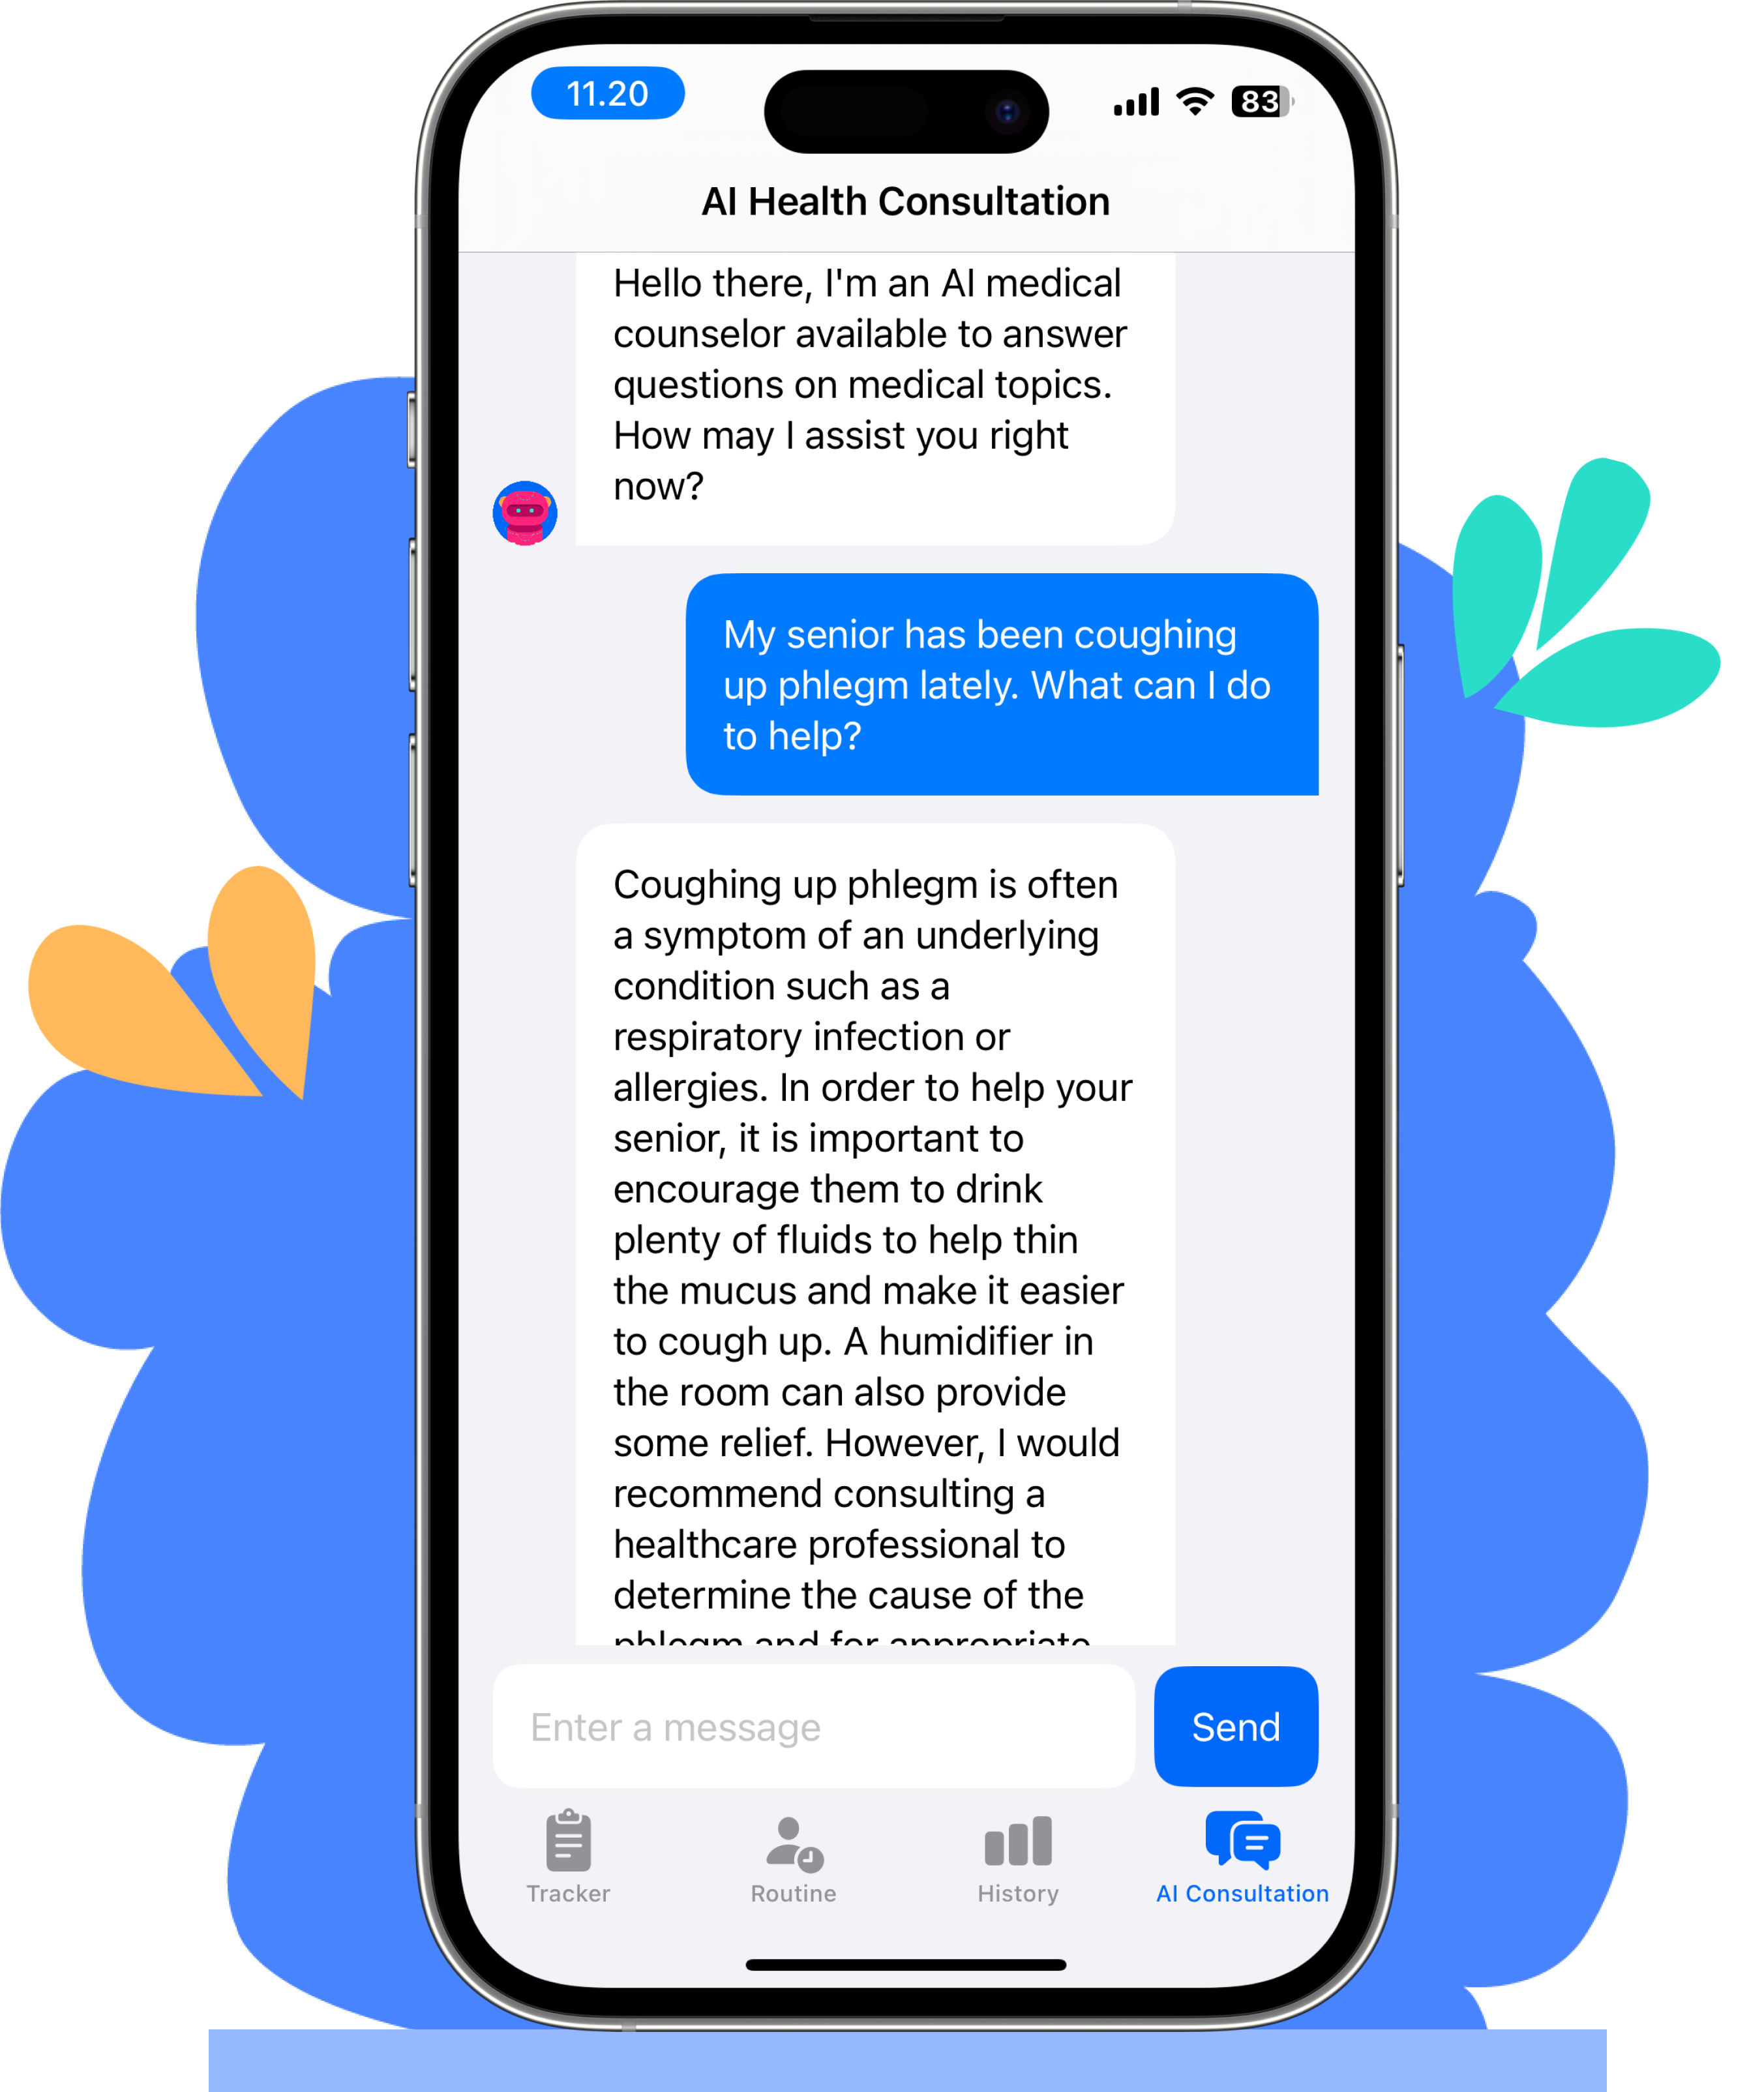 11.20
83
AI Health Consultation
Hello there, I'm an AI medical
counselor available to answer
questions on medical topics.
How may I assist you right
now?
My senior has been coughing
up phlegm lately. What can I do
to help?
Coughing up phlegm is often
a symptom of an underlying
condition such as a
respiratory infection or
allergies. In order to help your
senior, it is important to
encourage them to drink
plenty of fluids to help thin
the mucus and make it easier
to cough up. A humidifier in
the room can also provide
some relief. However, I would
recommend consulting a
healthcare professional to
determine the cause of the
phlegm and for appropriate
Enter a message
Send
Tracker
Routine
History
AI Consultation